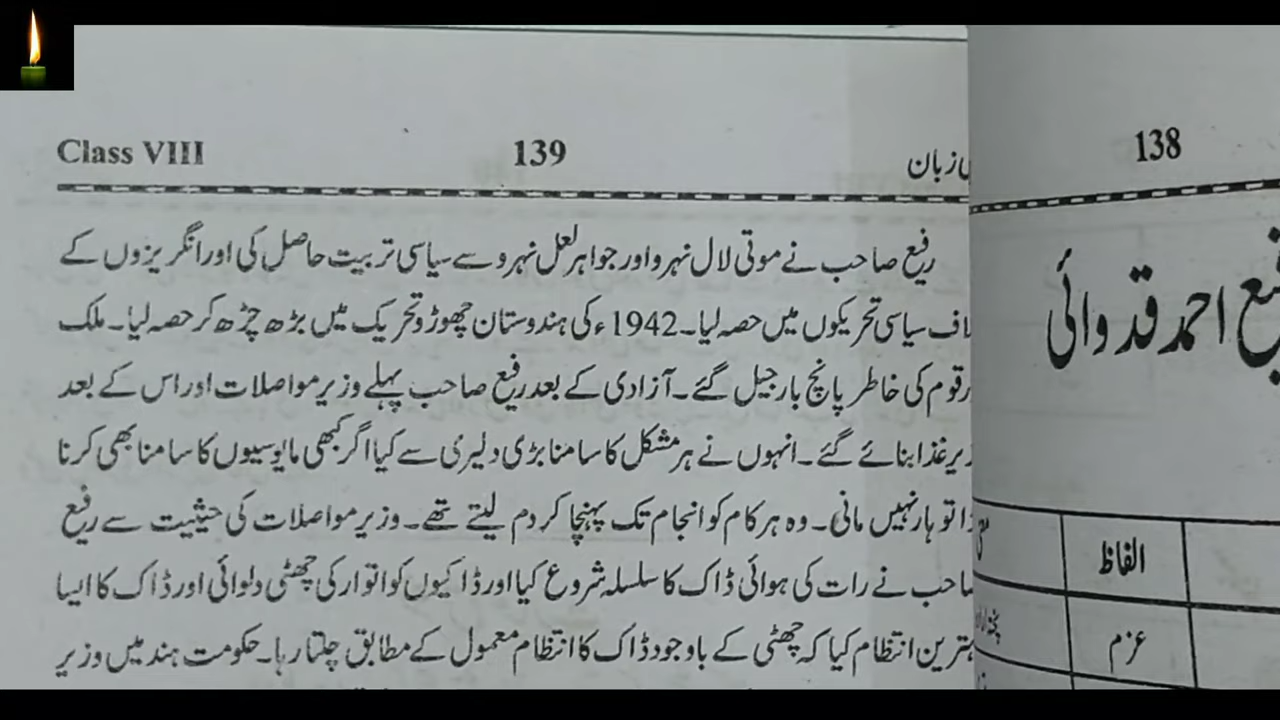 Class VIII
139
زبان
رفیع صاحب نے موتی لال نہرو اور جواہر لعل نہرو سے سیاسی تربیت حاصل کی اور انگریزوں کے
سیاسی تحریکوں میں حصہ لیا۔ 1942ء کی ہندوستان چھوڑو تحریک میں بڑھ چڑھ کر حصہ لیا۔ ملک
قوم کی خاطر پانچ بار جیل گئے۔ آزادی کے بعد رفیع صاحب پہلے وزیر مواصلات اور اس کے بعد
غذا بنائے گئے۔ انہوں نے ہر مشکل کا سامنا بڑی دلیری سے کیا اگر کبھی مایوسیوں کا سامنا بھی کرنا
تو ہار نہیں مانی۔ وہ ہر کام کو انجام تک پہنچا کر دم لیتے تھے۔ وزیر مواصلات کی حیثیت سے رفیع
نے رات کی ہوائی ڈاک کا سلسلہ شروع کیا اور ڈاکیوں کو اتوار کی چھٹی دلوائی اور ڈاک کا ایسا
انتظام کیا کہ چھٹی کے باوجود ڈاک کا انتظام معمول کے مطابق چلتا رہا۔ حکومت ہند میں وزیر
138
احمد قدوائی
الفاظ
عزم